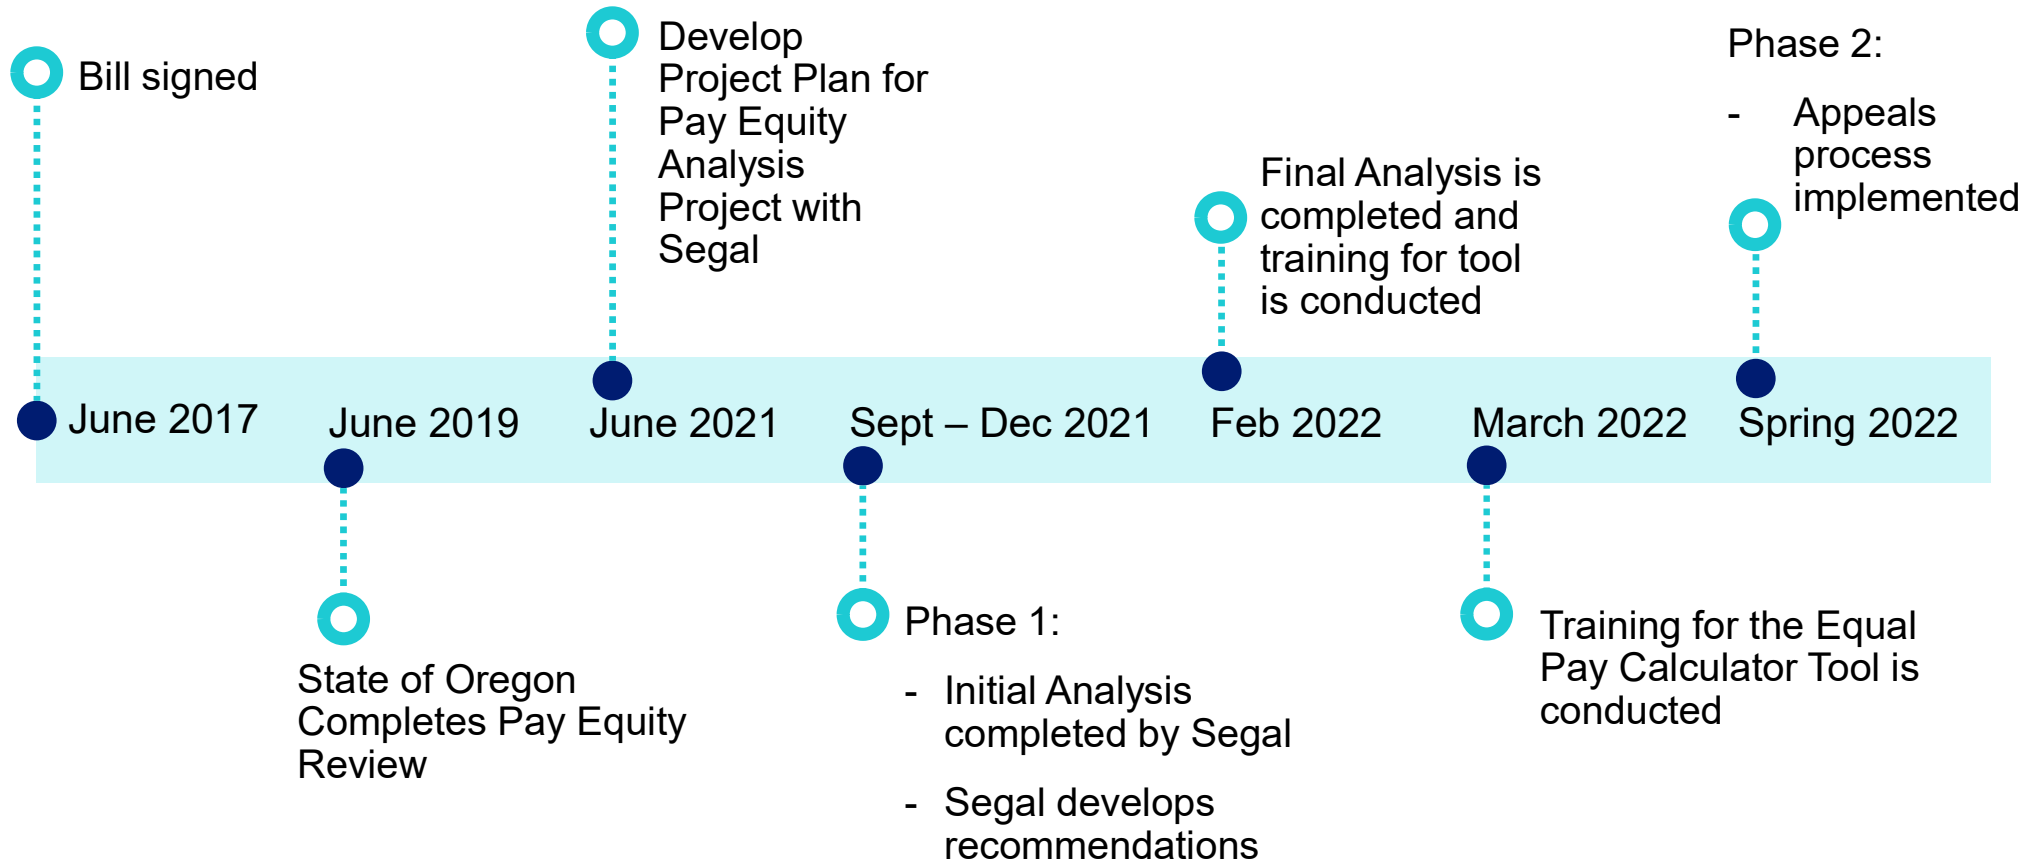 Bill signed
Develop
Project Plan for
Pay Equity
Analysis
Project with
Segal
Final Analysis is
completed and
training for tool
is conducted
Phase 2:
- Appeals
process
implemented
June 2017
June 2019
June 2021
Sept – Dec 2021
Feb 2022
March 2022
Spring 2022
State of Oregon
Completes Pay Equity
Review
Phase 1:
- Initial Analysis
completed by Segal
- Segal develops
recommendations
Training for the Equal
Pay Calculator Tool is
conducted